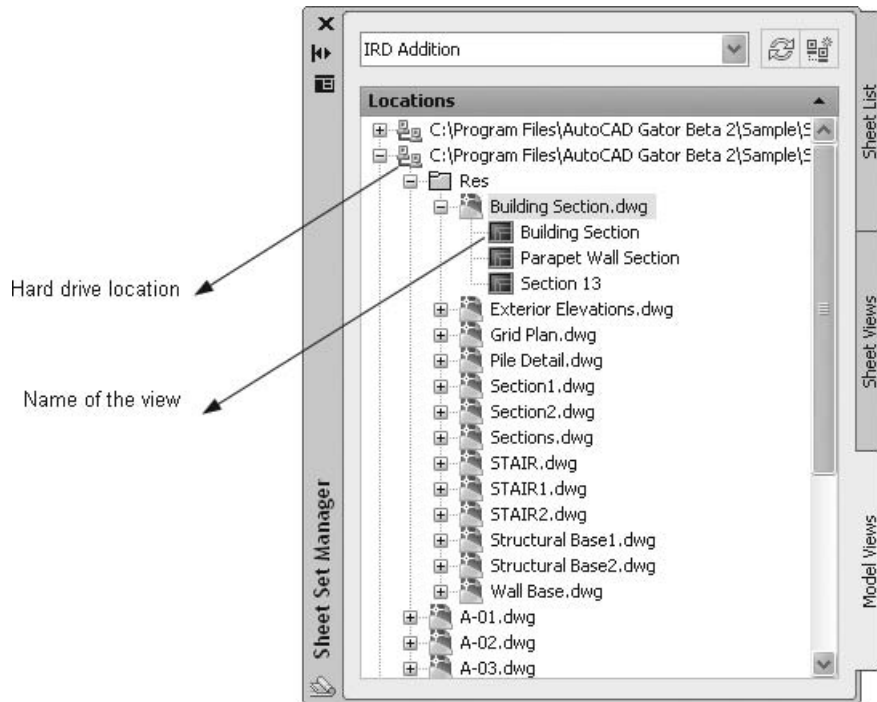 IRD Addition
Locations
C:\Program Files\AutoCAD Gator Beta 2\Sample\S
C:\Program Files\AutoCAD Gator Beta 2\Sample\S
Res
Building Section.dwg
Building Section
Parapet Wall Section
Section 13
Exterior Elevations.dwg
Grid Plan.dwg
Pile Detail.dwg
Section1.dwg
Section2.dwg
Sections.dwg
STAIR.dwg
STAIR1.dwg
STAIR2.dwg
Structural Base1.dwg
Structural Base2.dwg
Wall Base.dwg
A-01.dwg
A-02.dwg
A-03.dwg
Hard drive location
Name of the view
Sheet Set Manager
Sheet List
Sheet Views
Model Views